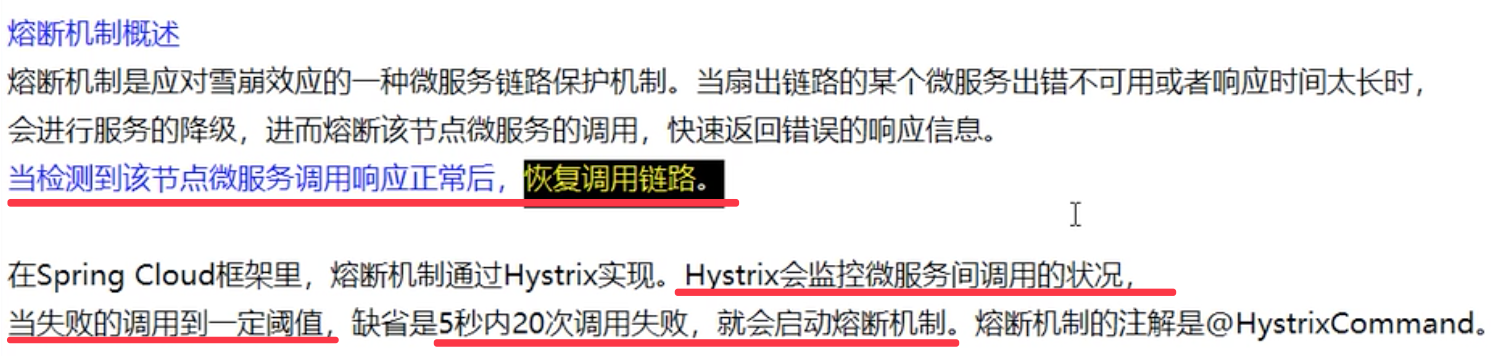 熔断机制概述
熔断机制是应对雪崩效应的一种微服务链路保护机制。当扇出链路的某个微服务出错不可用或者响应时间太长时，
会进行服务的降级，进而熔断该节点微服务的调用，快速返回错误的响应信息。
当检测到该节点微服务调用响应正常后，恢复调用链路。
在Spring Cloud框架里，熔断机制通过Hystrix实现。Hystrix会监控微服务间调用的状况，
当失败的调用到一定阈值，缺省是5秒内20次调用失败，就会启动熔断机制。熔断机制的注解是@HystrixCommand。